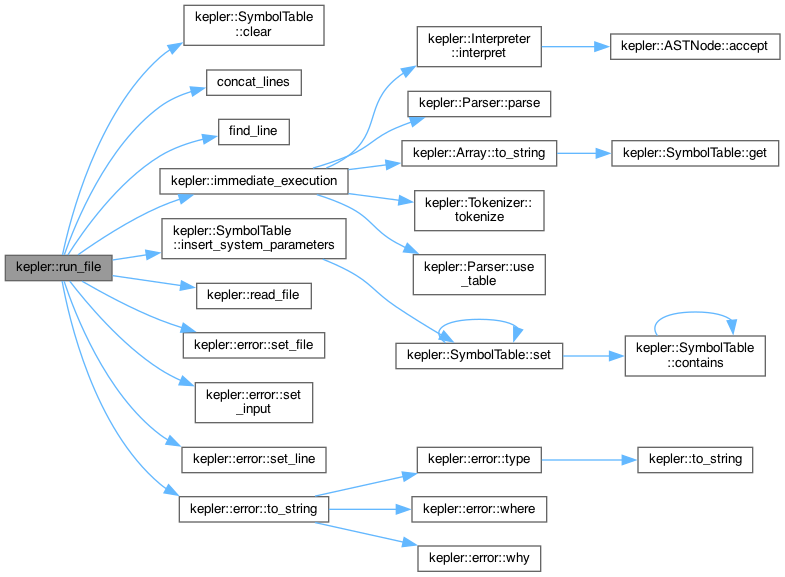 kepler::run_file
kepler::SymbolTable
::clear
concat_lines
find_line
kepler::immediate_execution
kepler::Interpreter
::interpret
kepler::ASTNode::accept
kepler::Parser::parse
kepler::Array::to_string
kepler::SymbolTable::get
kepler::Tokenizer::
tokenize
kepler::Parser::use
_table
kepler::SymbolTable
::insert_system_parameters
kepler::SymbolTable::set
kepler::SymbolTable
::contains
kepler::read_file
kepler::error::set_file
kepler::error::set
_input
kepler::error::set_line
kepler::error::to_string
kepler::error::type
kepler::to_string
kepler::error::where
kepler::error::why